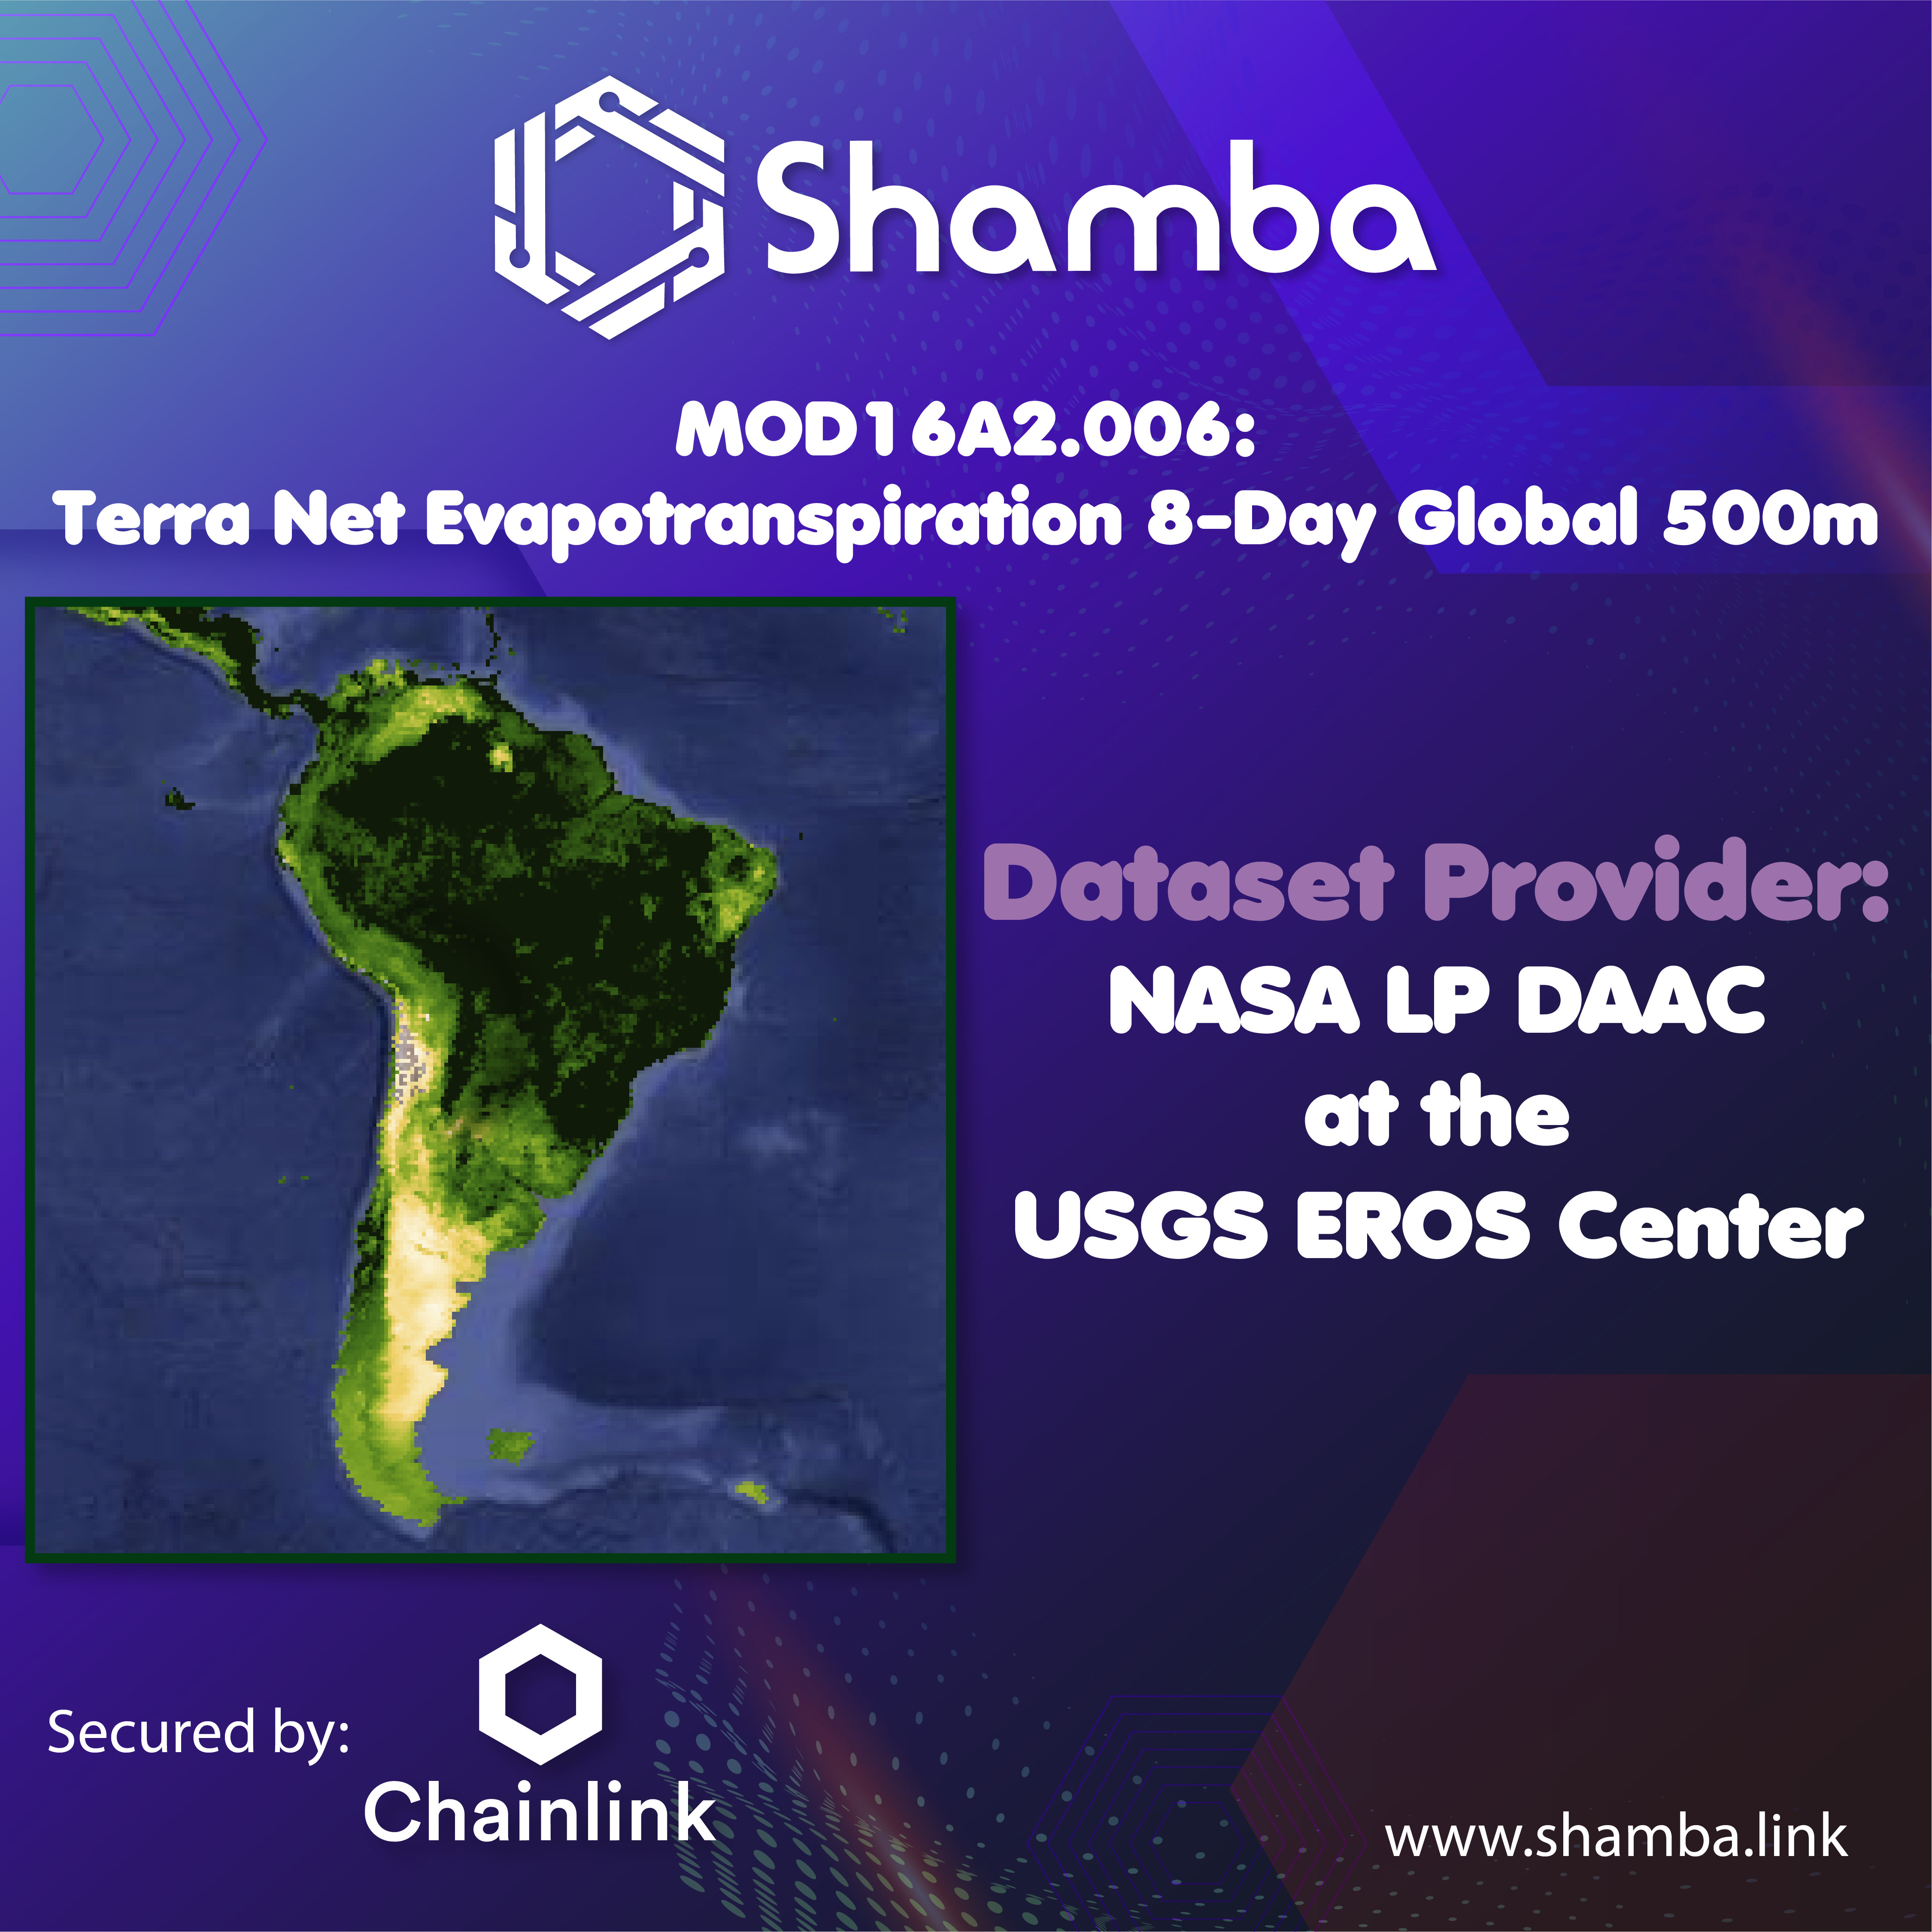 Shamba
MOD16A2.006:
Terra Net Evapotranspiration 8-Day Global 500m
Dataset Provider:
NASA LP DAAC
at the
USGS EROS Center
Secured by:
Chainlink
www.shamba.link